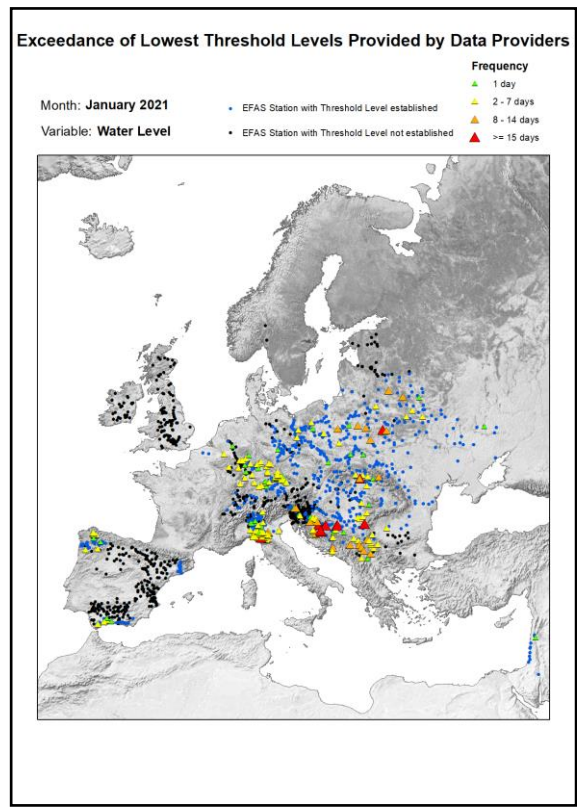 Exceedance of Lowest Threshold Levels Provided by Data Providers
Frequency
1 day
2 - 7 days
8 - 14 days
>= 15 days
Month: January 2021
Variable: Water Level
EFAS Station with Threshold Level established
EFAS Station with Threshold Level not established